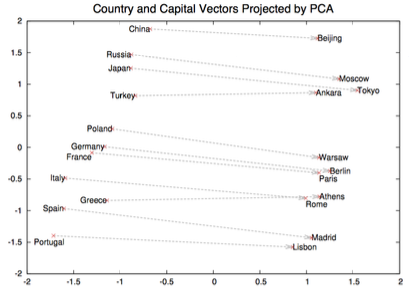 Country and Capital Vectors Projected by PCA
2
China
Beijing
1.5
Russia
Japan
Moscow
1
Turkey
Ankara
Tokyo
0.5
Poland
0
Germany
France
Warsaw
Berlin
-0.5
Italy
Paris
Greece
Athens
Rome
-1
Spain
Madrid
-1.5
Portugal
Lisbon
-2
-2 -1.5 -1 -0.5 0 0.5 1 1.5 2